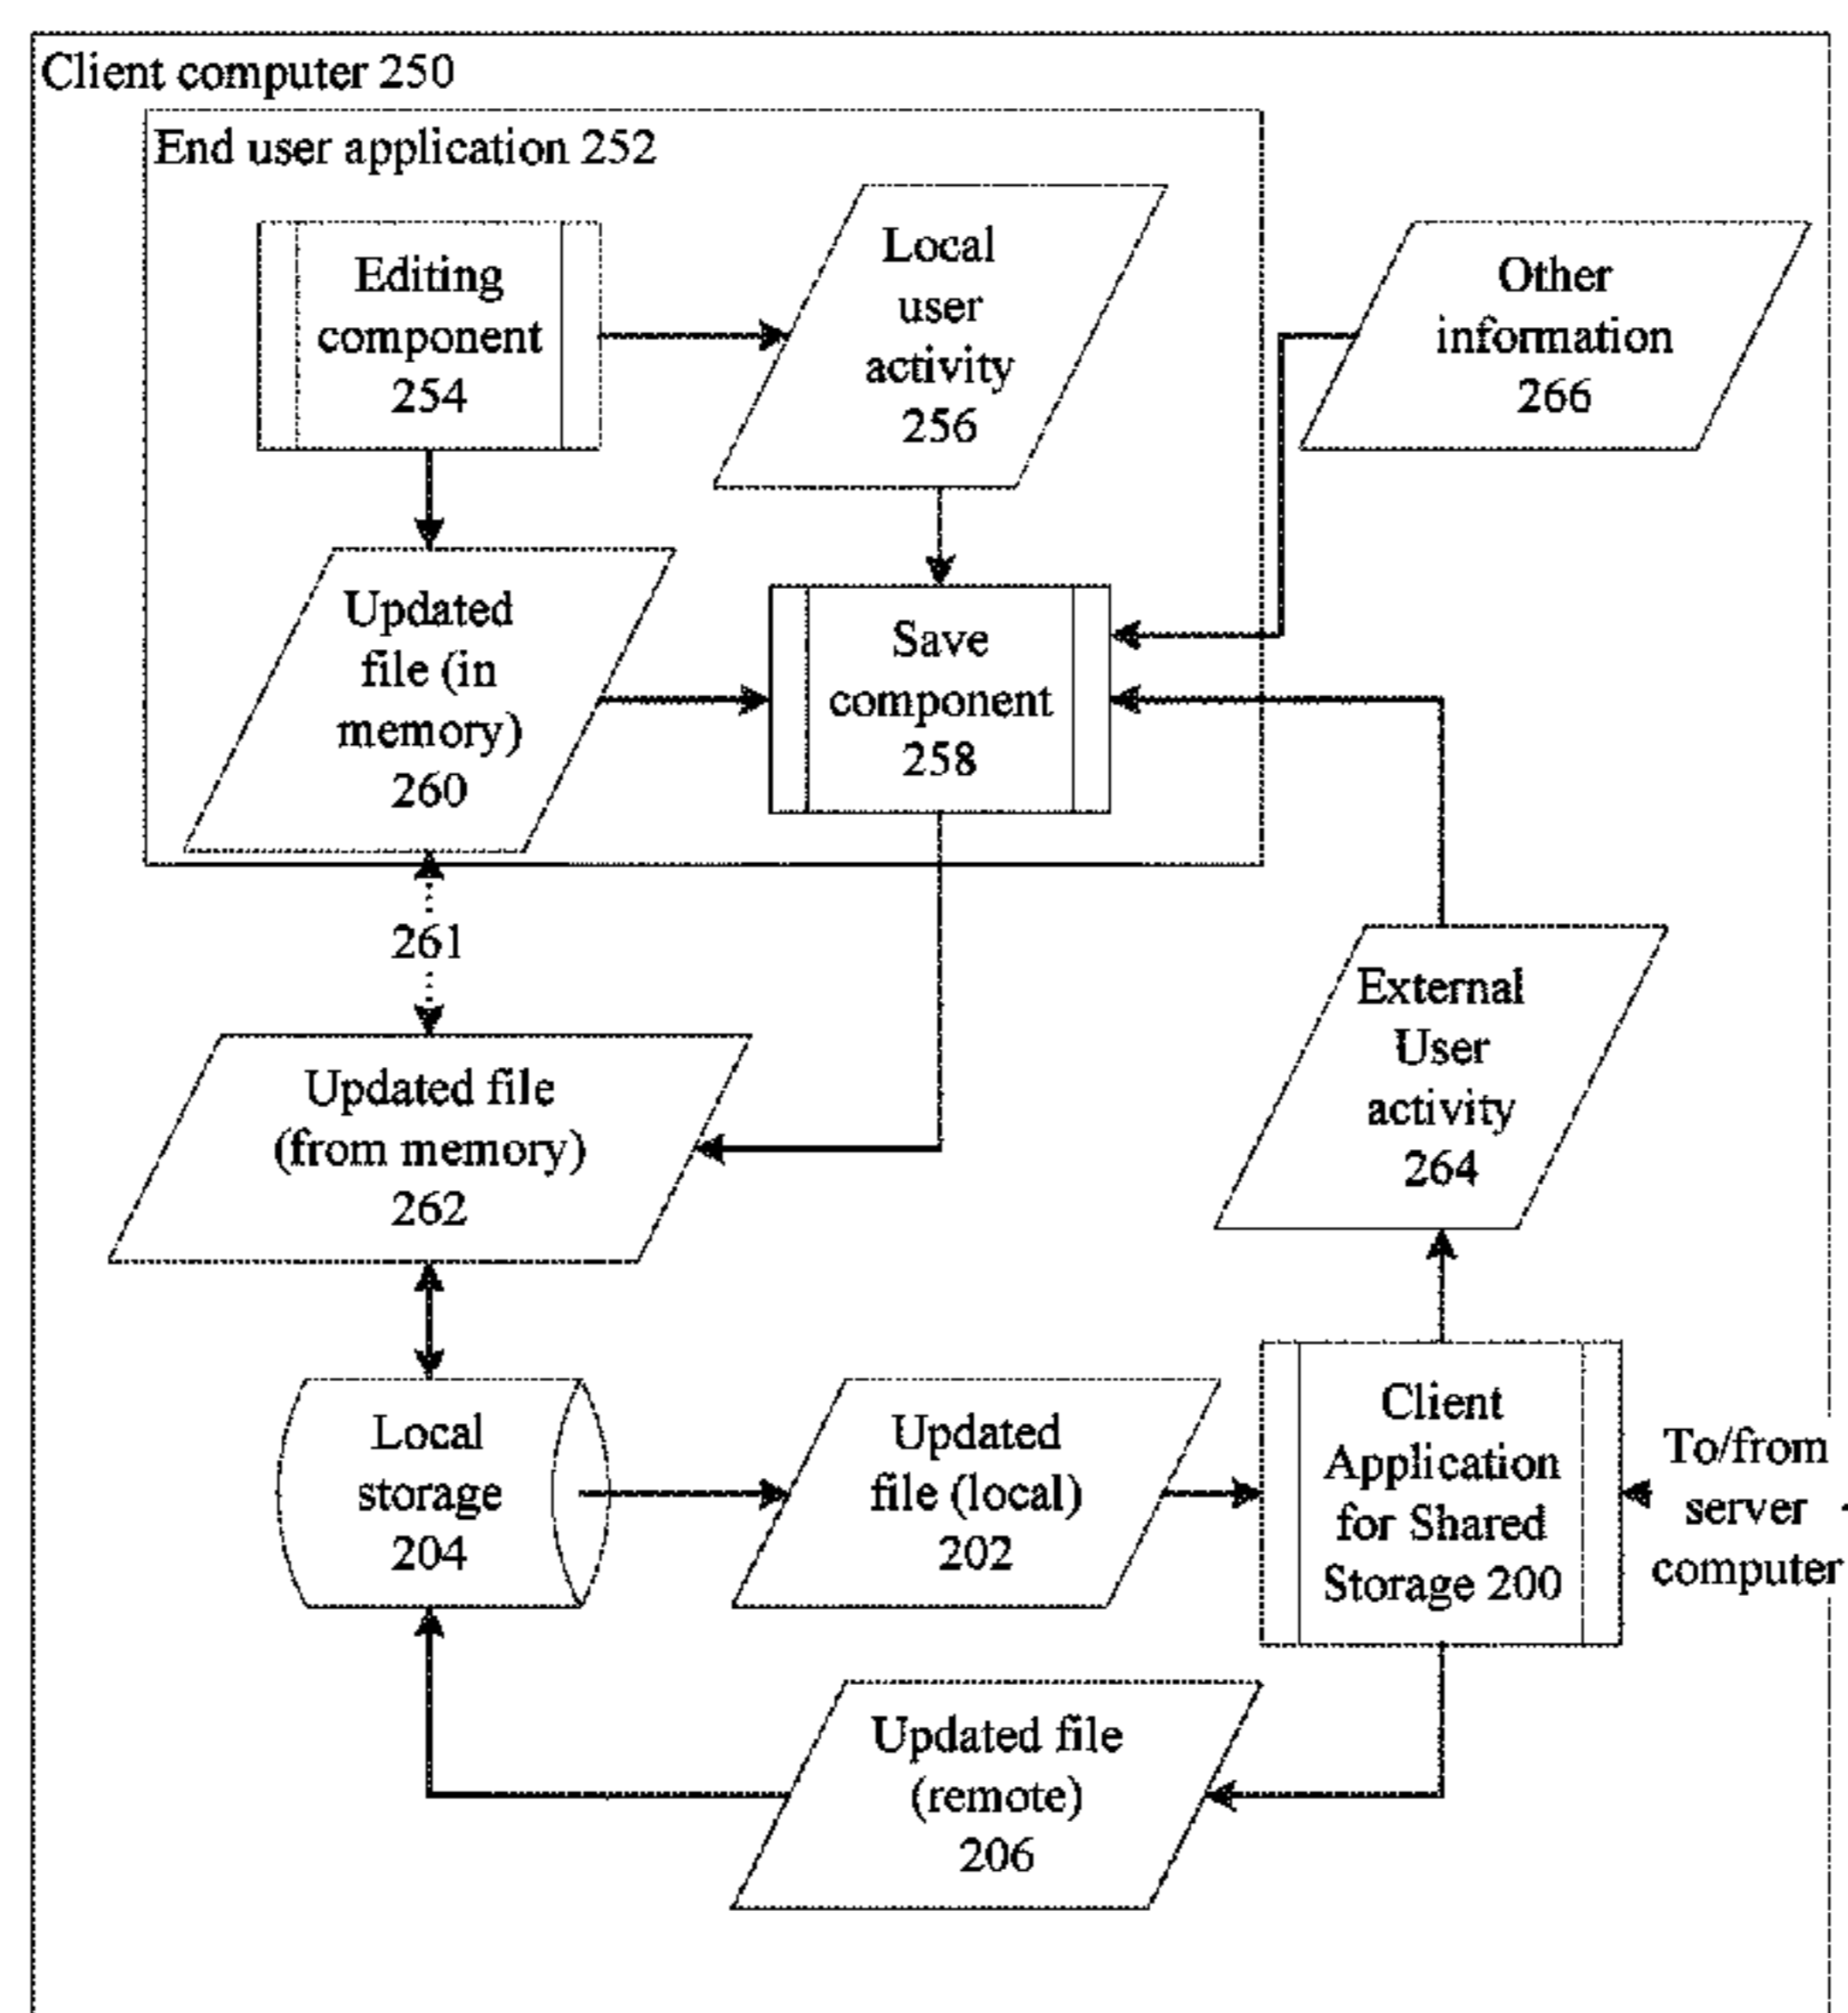 Client computer 250
End user application 252
Editing
component
254
Local
user
activity
256
Other
information
266
Updated
file (in
memory)
260
Save
component
258
261
Updated file
(from memory)
262
External
User
activity
264
Local
storage
204
Updated
file (local)
202
Client
Application
for Shared
Storage 200
To/from
server
computer
Updated file
(remote)
206